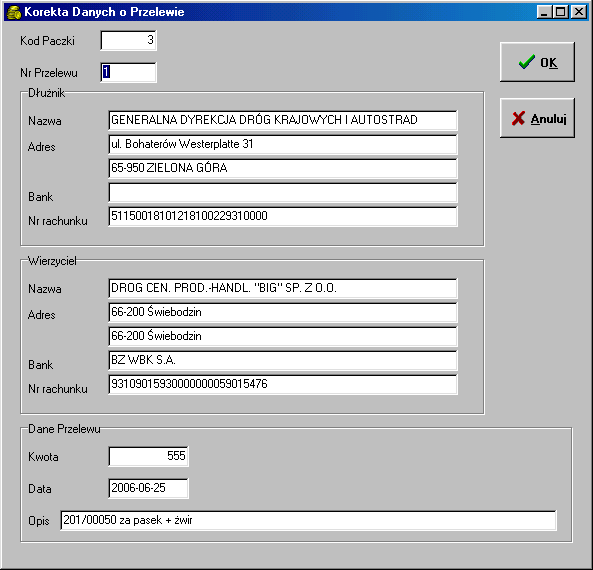 Korekta Danych o Przelewie
Kod Paczki 3
OK
Nr Przelewu 1
Anuluj
Dłużnik
Nazwa GENERALNA DYREKCJA DRÓG KRAJOWYCH I AUTOSTRAD
Adres ul. Bohaterów Westerplatte 31
65-950 ZIELONA GÓRA
Bank
Nr rachunku 51150018101218100229310000
Wierzyciel
Nazwa DROG CEN. PROD.-HANDL. "BIG" SP. Z O.O.
Adres 66-200 Świebodzin
66-200 Świebodzin
Bank BZ WBK S.A.
Nr rachunku 93109015930000000059015476
Dane Przelewu
Kwota 555
Data 2006-06-25
Opis 201/00050 za pasek + żwir